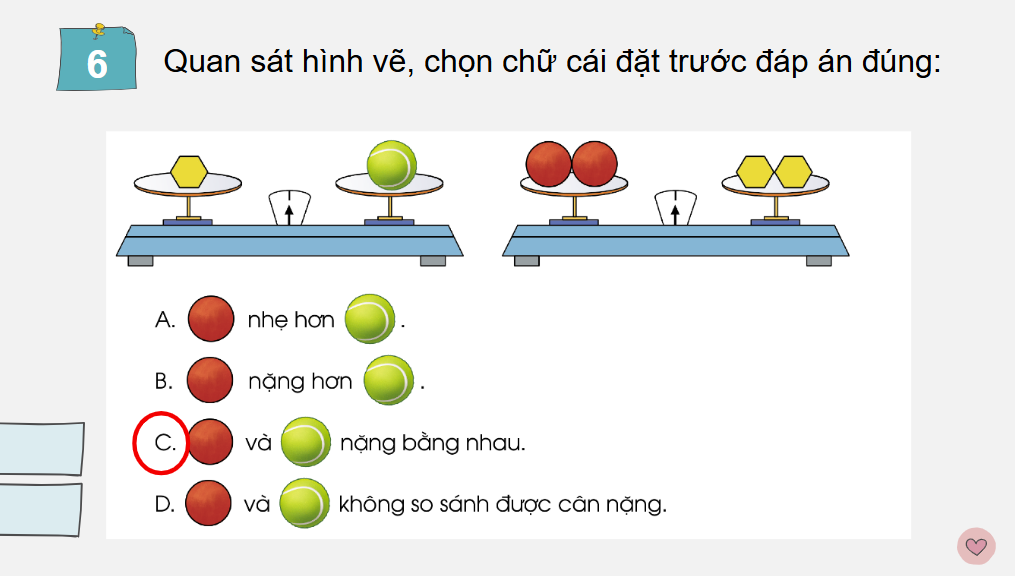 6
Quan sát hình vẽ, chọn chữ cái đặt trước đáp án đúng:
A. nhẹ hơn .
B. nặng hơn .
C. và nặng bằng nhau.
D. và không so sánh được cân nặng.